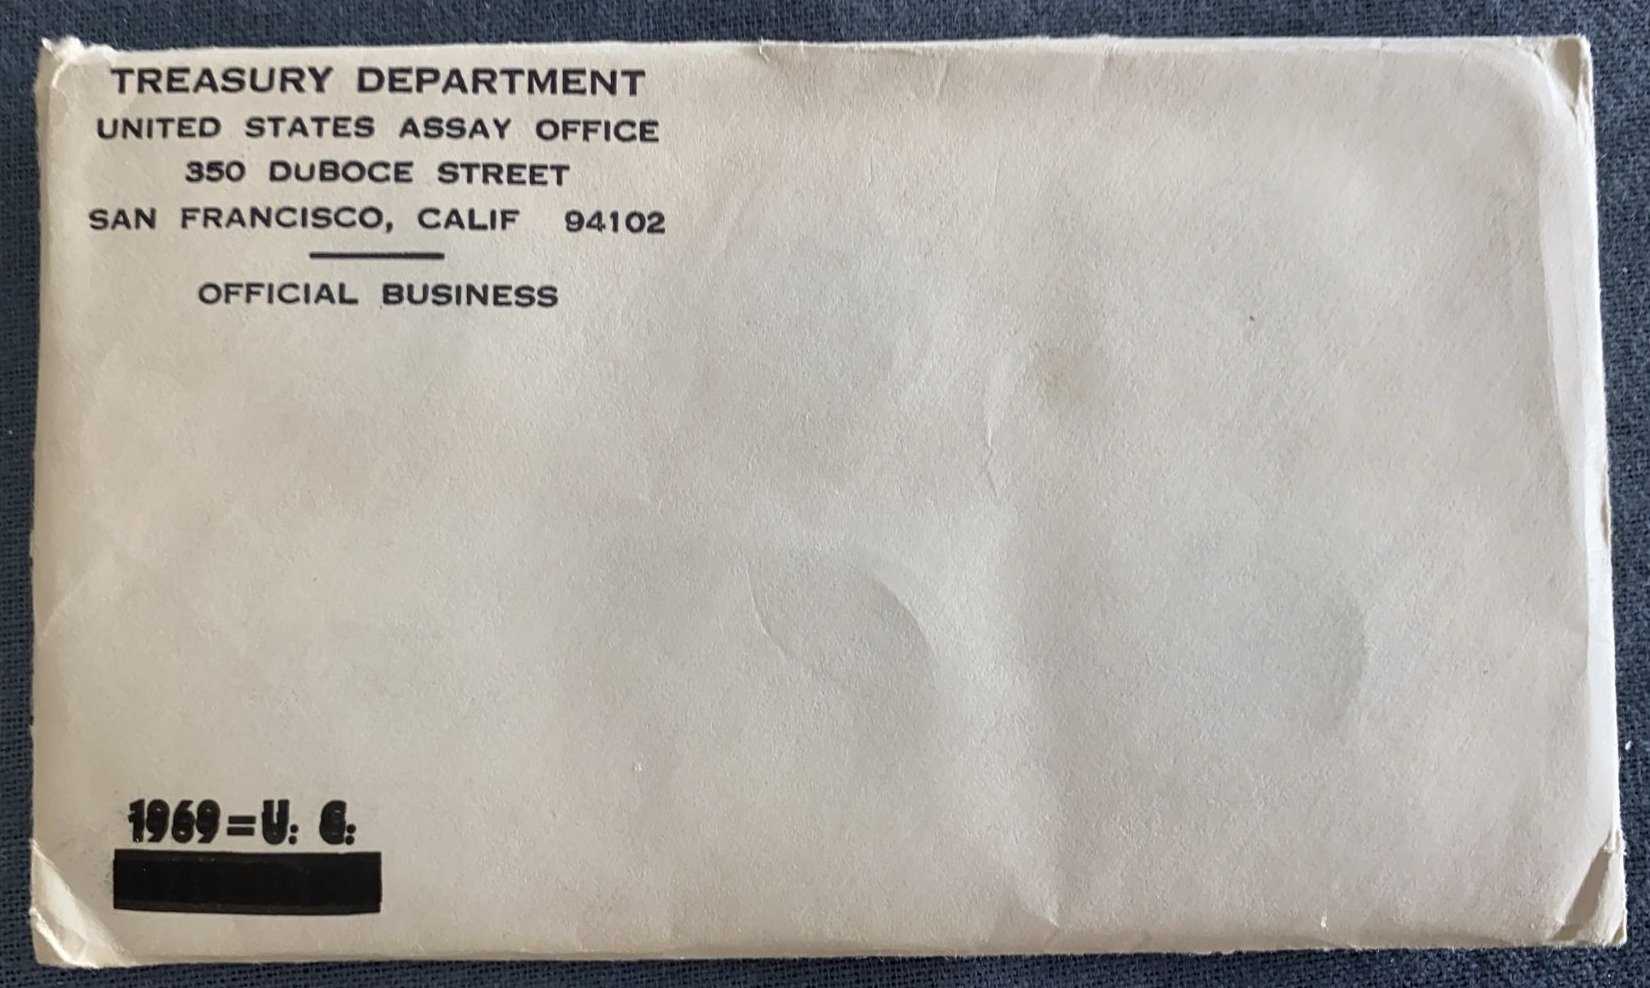 TREASURY DEPARTMENT
UNITED STATES ASSAY OFFICE
350 DuBOCE STREET
SAN FRANCISCO, CALIF 94102
OFFICIAL BUSINESS
1969=U. C.